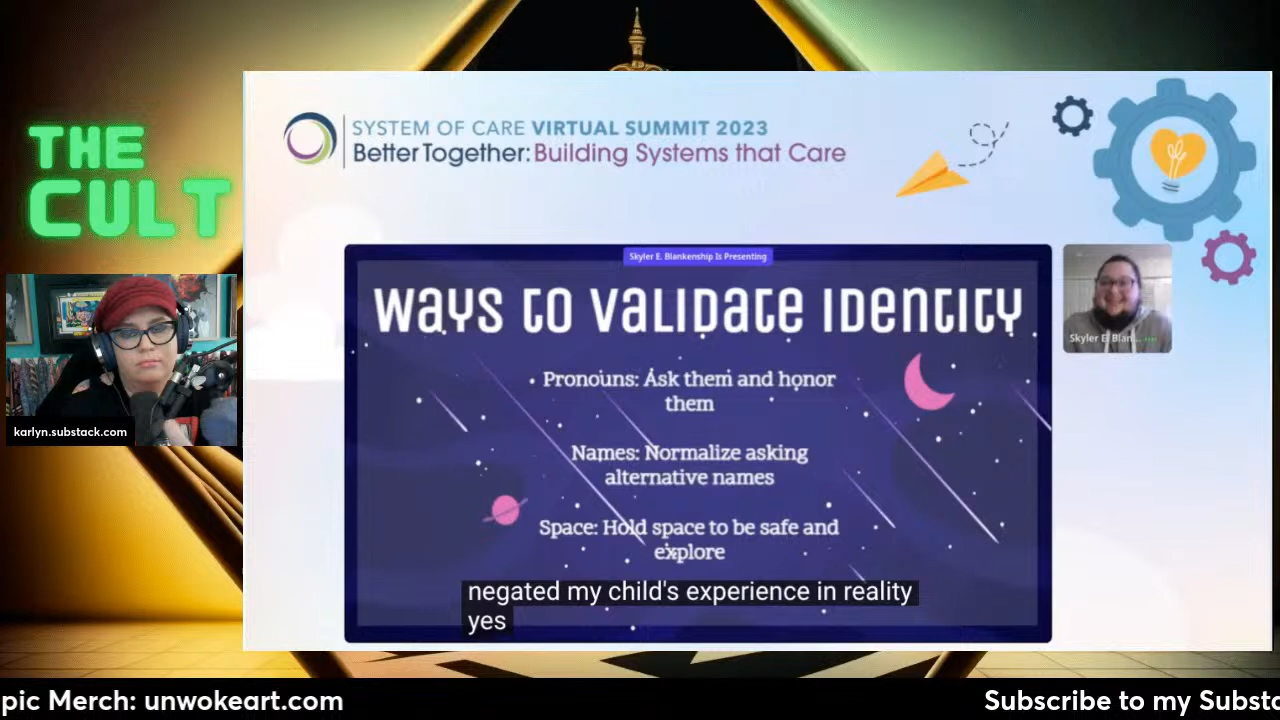 THE
CULT
karlyn.substack.com
SYSTEM OF CARE VIRTUAL SUMMIT 2023
Better Together: Building Systems that Care
Skyler E. Blankenship Is Presenting
Ways to Validate Identity
Pronouns: Ask them and honor
them
Names: Normalize asking
alternative names
Space: Hold space to be safe and
explore
negated my child's experience in reality
yes
Skyler E. Blan...
pic Merch: unwokeart.com
Subscribe to my Substa